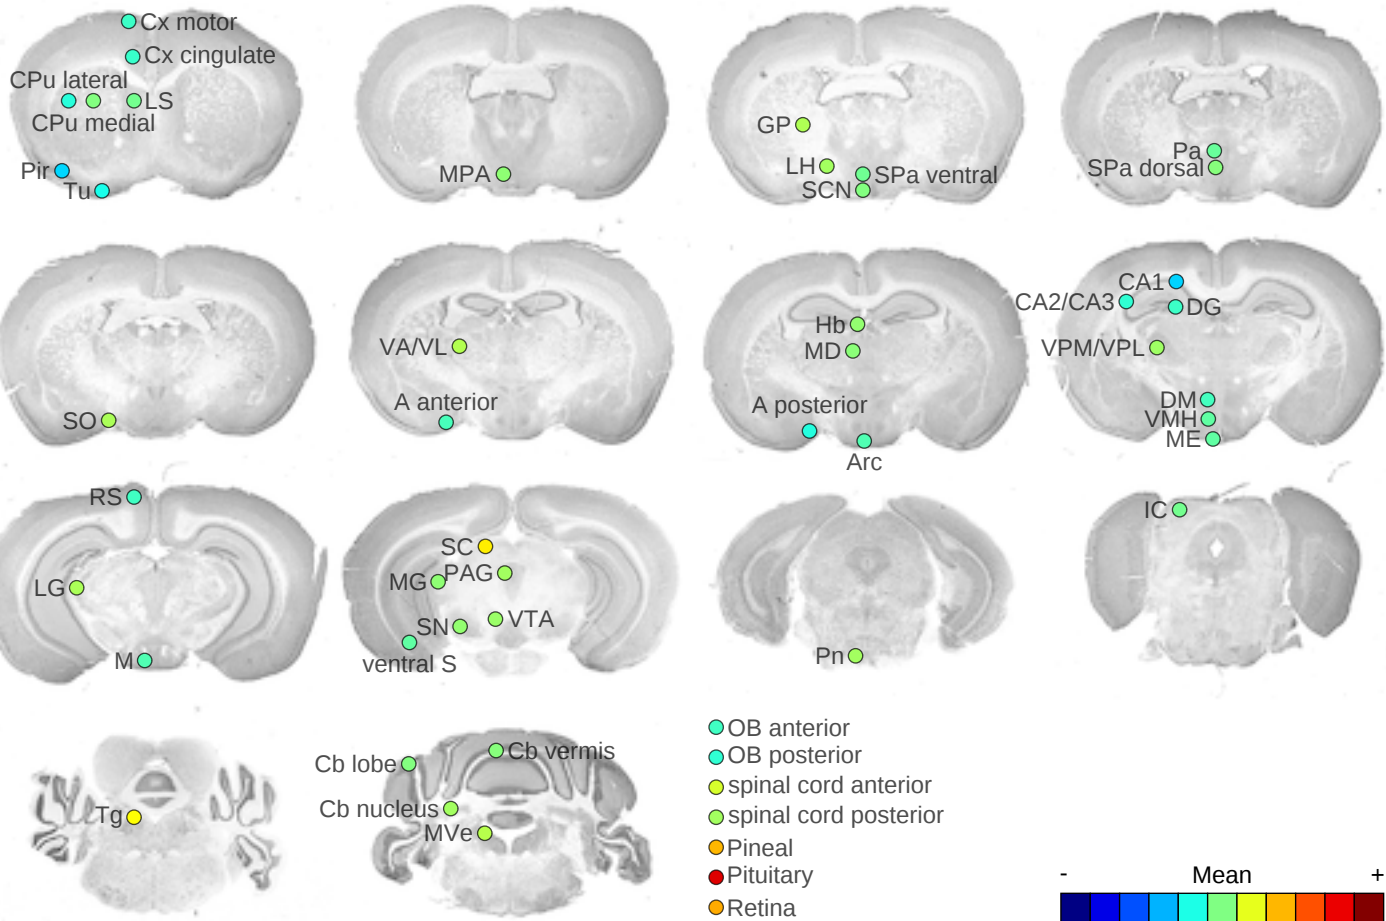 Cx motor
Cx cingulate
CPu lateral
LS
CPu medial
Pir
Tu
MPA
GP
LH
SPa ventral
SCN
Pa
SPa dorsal
SO
VA/VL
A anterior
Hb
MD
A posterior
Arc
CA1
CA2/CA3
DG
VPM/VPL
DM
VMH
ME
RS
LG
M
SC
PAG
MG
VTA
SN
ventral S
Pn
IC
Tg
Cb vermis
Cb lobe
Cb nucleus
MVe
OB anterior
OB posterior
spinal cord anterior
spinal cord posterior
Pineal
Pituitary
Retina
- Mean +